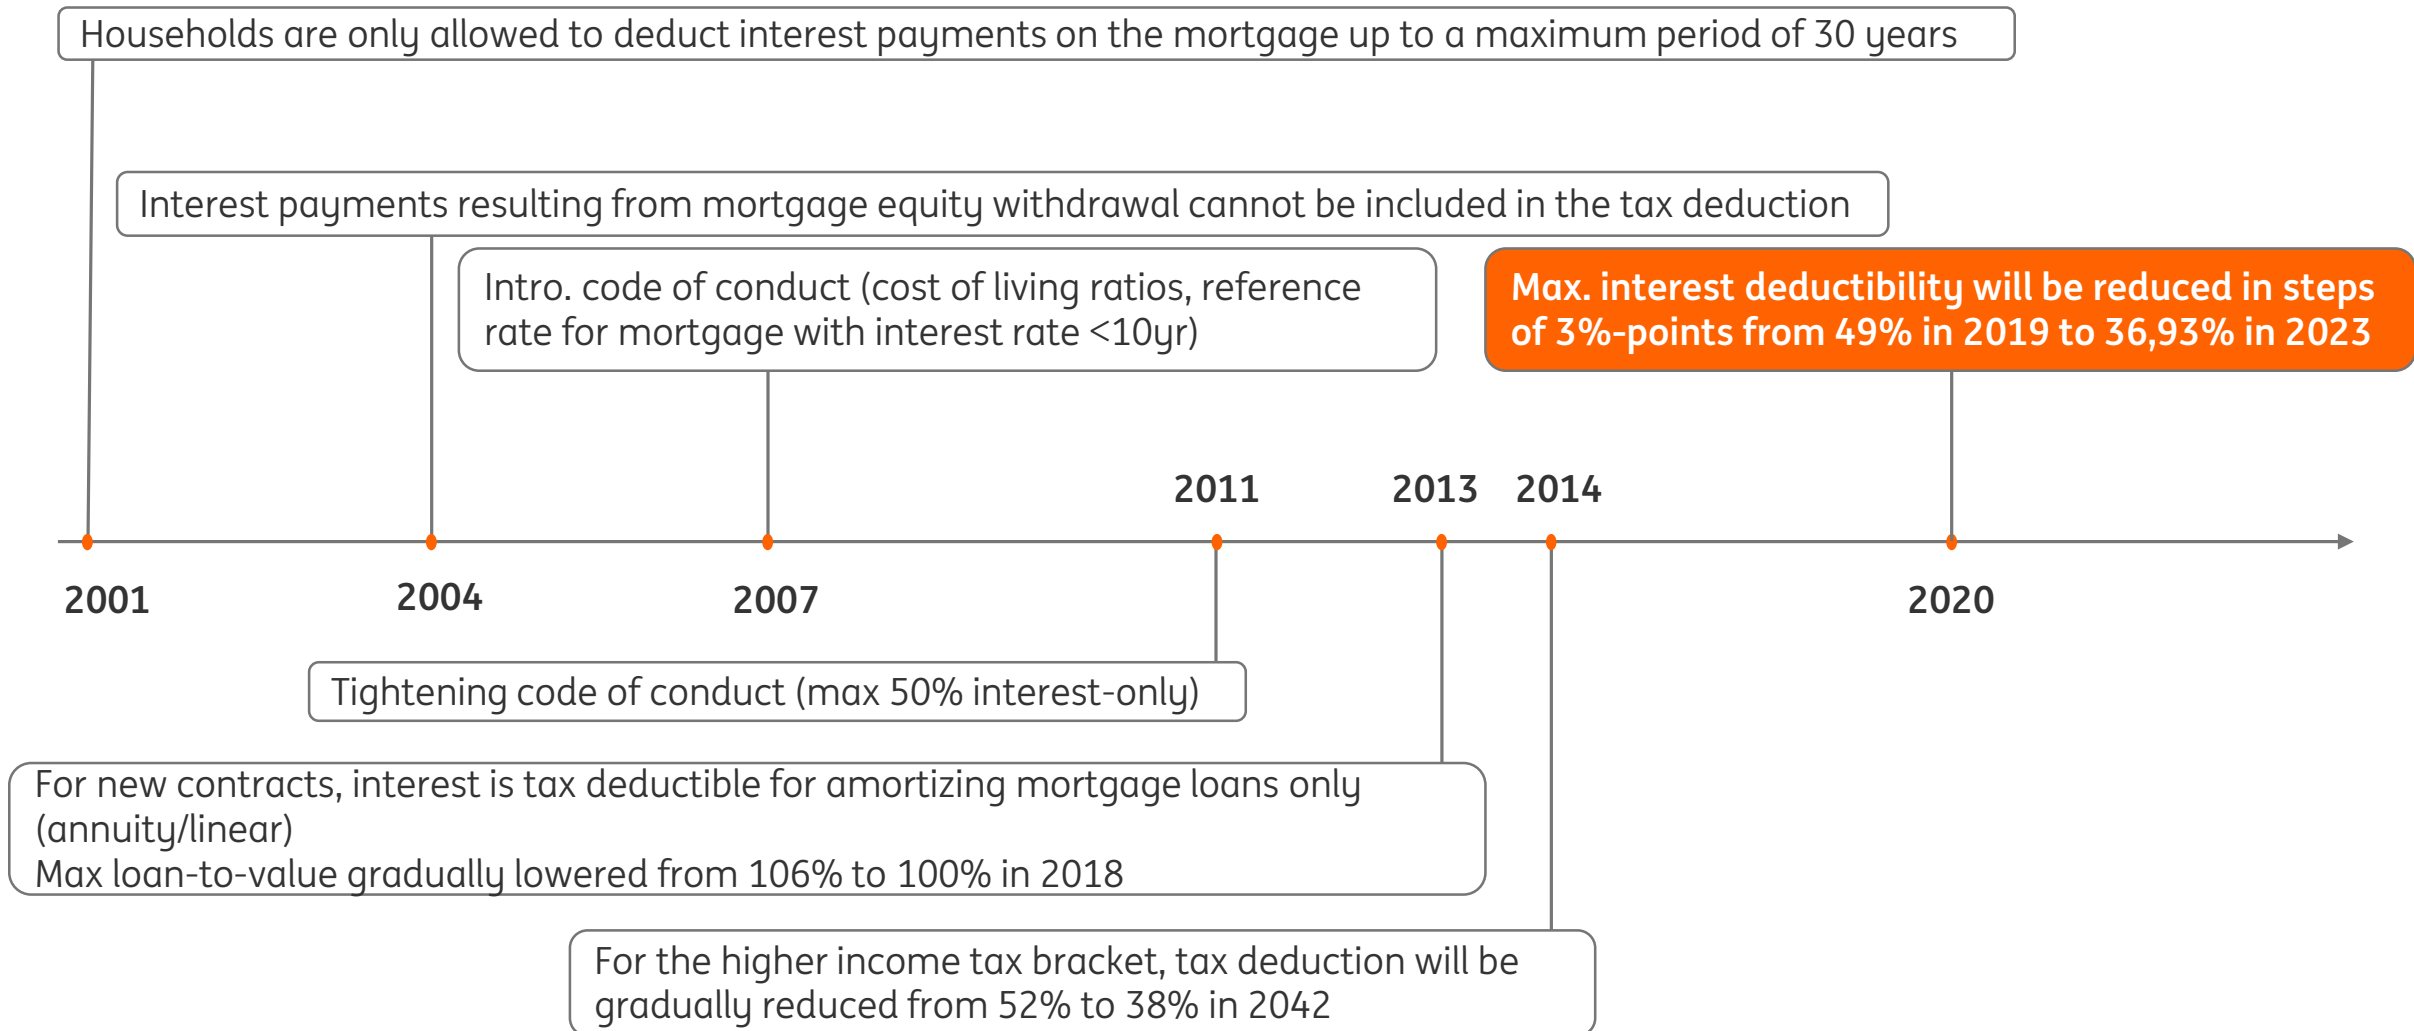 Households are only allowed to deduct interest payments on the mortgage up to a maximum period of 30 years
Interest payments resulting from mortgage equity withdrawal cannot be included in the tax deduction
Intro. code of conduct (cost of living ratios, reference
rate for mortgage with interest rate <10yr)
Max. interest deductibility will be reduced in steps
of 3%-points from 49% in 2019 to 36,93% in 2023
2011
2013
2014
2001
2004
2007
2020
Tightening code of conduct (max 50% interest-only)
For new contracts, interest is tax deductible for amortizing mortgage loans only
(annuity/linear)
Max loan-to-value gradually lowered from 106% to 100% in 2018
For the higher income tax bracket, tax deduction will be
gradually reduced from 52% to 38% in 2042